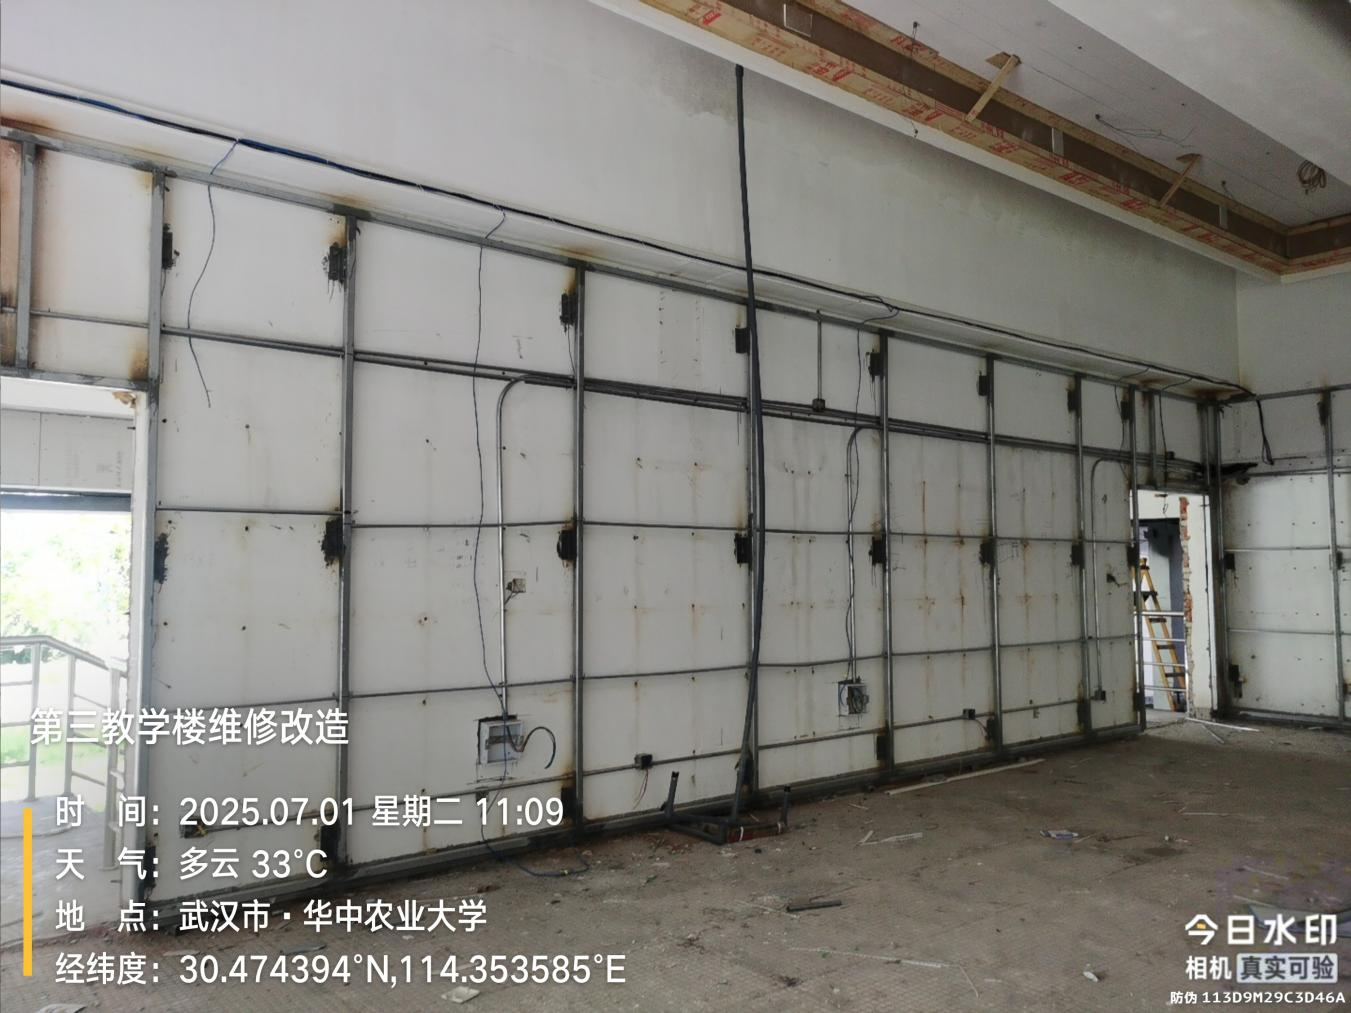 第三教学楼维修改造
时 间：2025.07.01 星期二 11:09
天 气：多云 33°C
地 点：武汉市·华中农业大学
经纬度：30.474394°N,114.353585°E
今日水印
相机 真实可验
防伪 113D9M29C3D46A